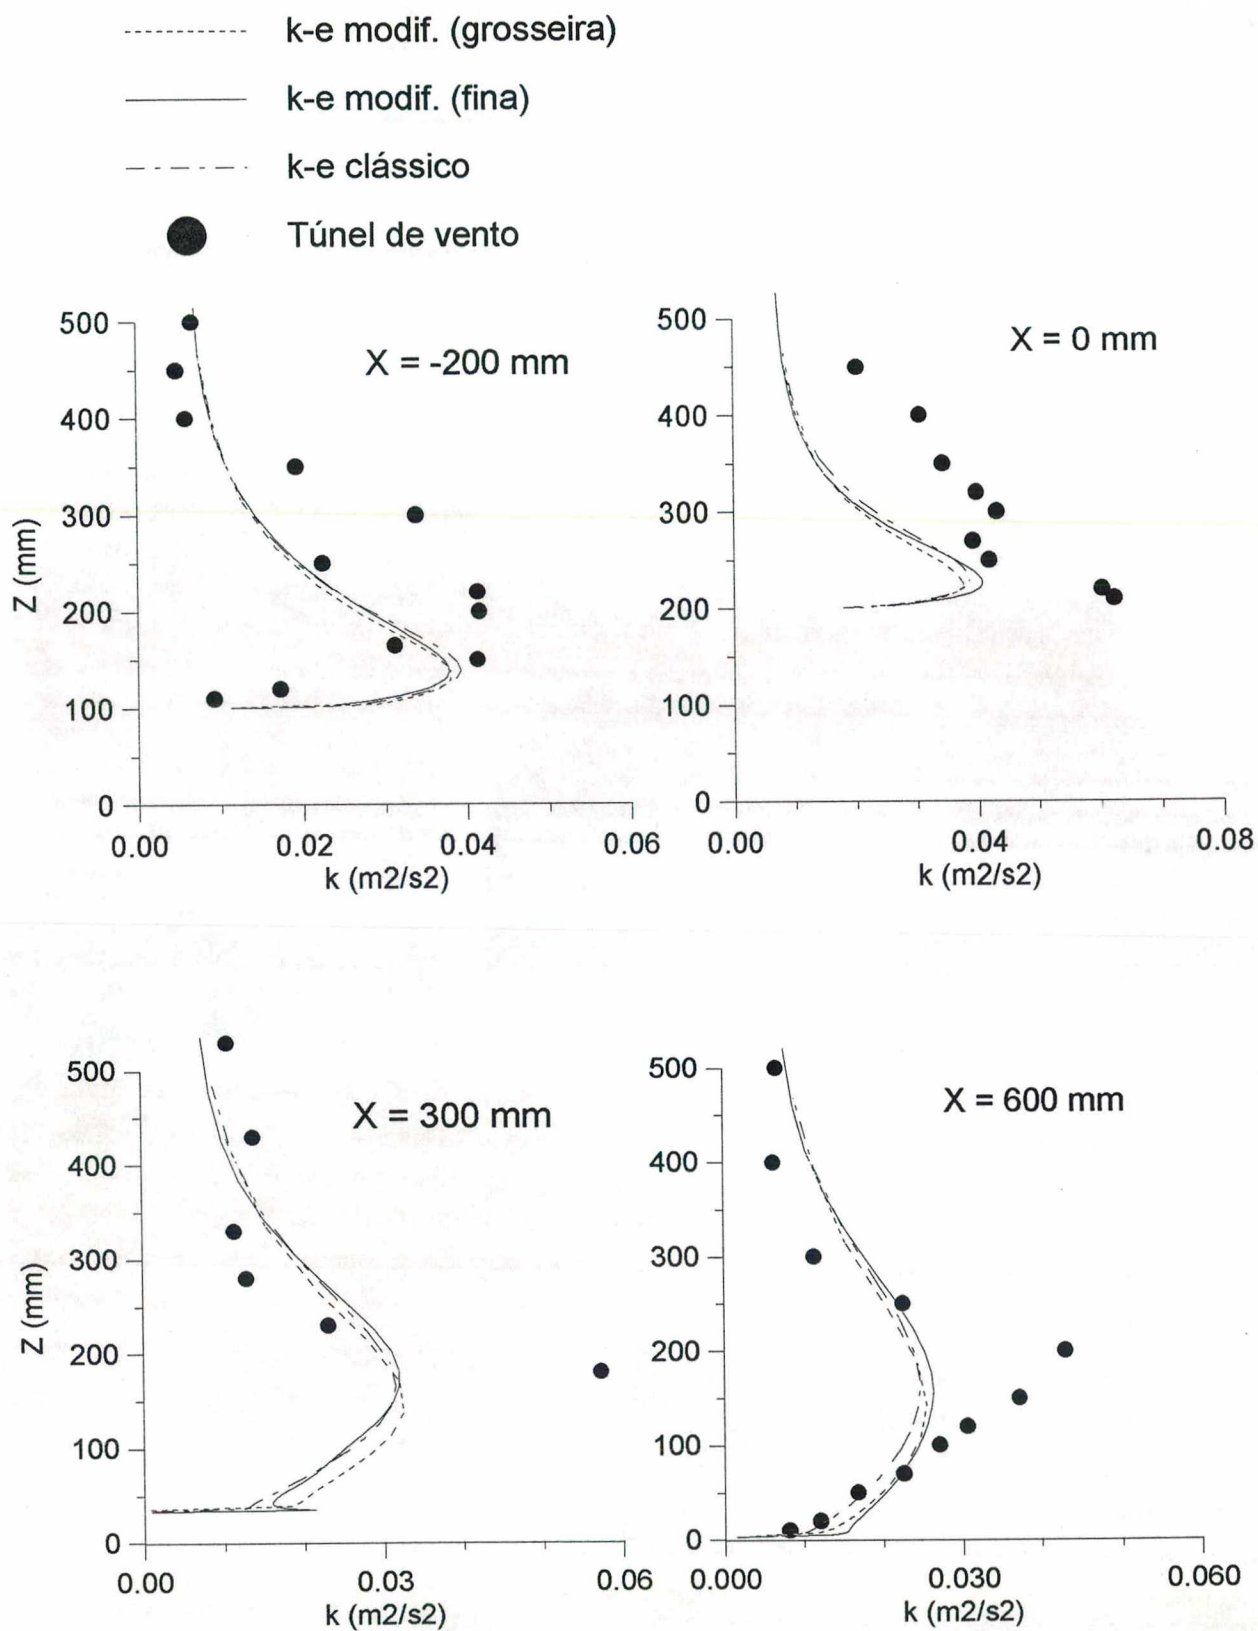 k-e modif. (grosseira)
k-e modif. (fina)
k-e clássico
Túnel de vento
X = -200 mm
500
400
300
200
100
0
Z (mm)
0.00 0.02 0.04 0.06
k (m2/s2)
X = 0 mm
500
400
300
200
100
0
0.00 0.04 0.08
k (m2/s2)
X = 300 mm
500
400
300
200
100
0
Z (mm)
0.00 0.03 0.06
k (m2/s2)
X = 600 mm
500
400
300
200
100
0
0.000 0.030 0.060
k (m2/s2)